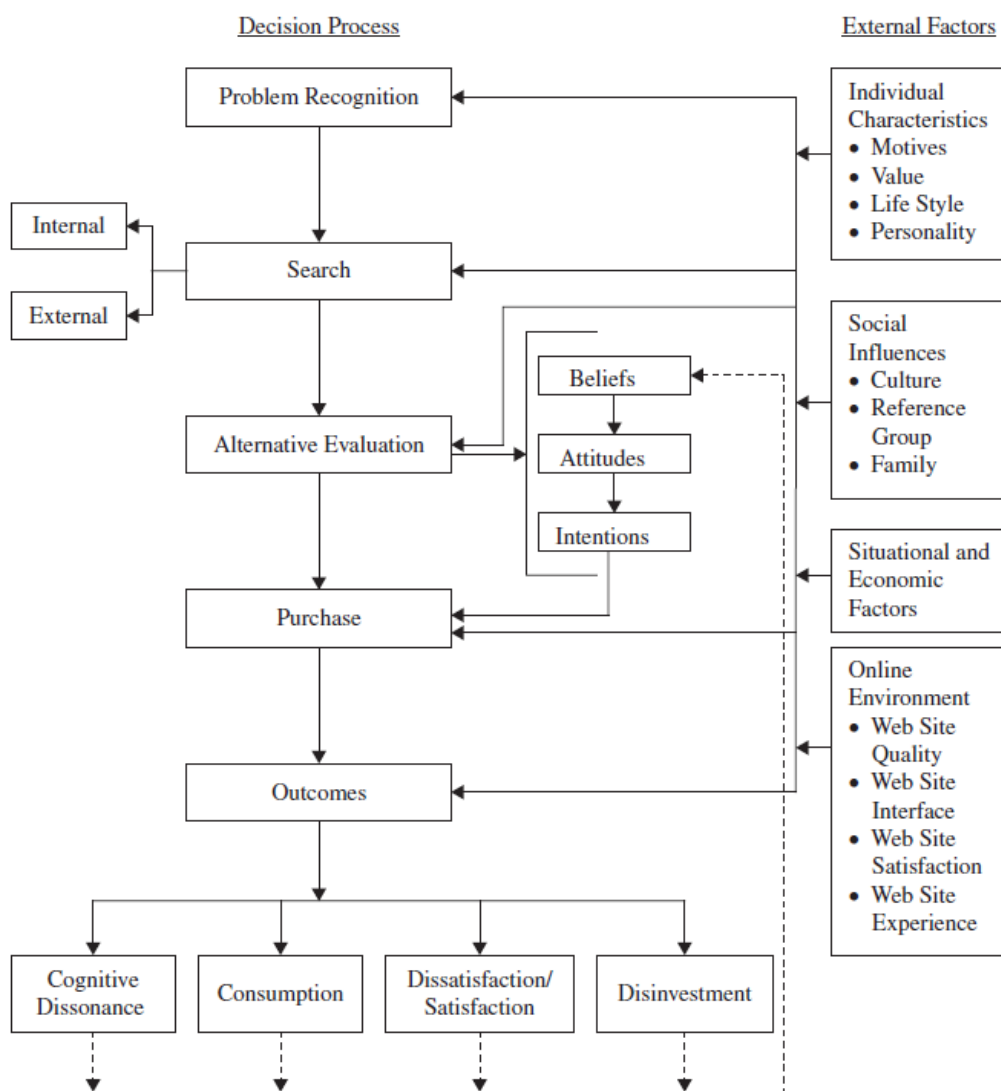 Decision Process
External Factors
Problem Recognition
Individual
Characteristics
• Motives
• Value
• Life Style
• Personality
Internal
Search
External
Social
Influences
• Culture
• Reference
Group
• Family
Beliefs
Alternative Evaluation
Attitudes
Intentions
Situational and
Economic
Factors
Purchase
Online
Environment
• Web Site
Quality
• Web Site
Interface
• Web Site
Satisfaction
• Web Site
Experience
Outcomes
Cognitive
Dissonance
Consumption
Dissatisfaction/
Satisfaction
Disinvestment